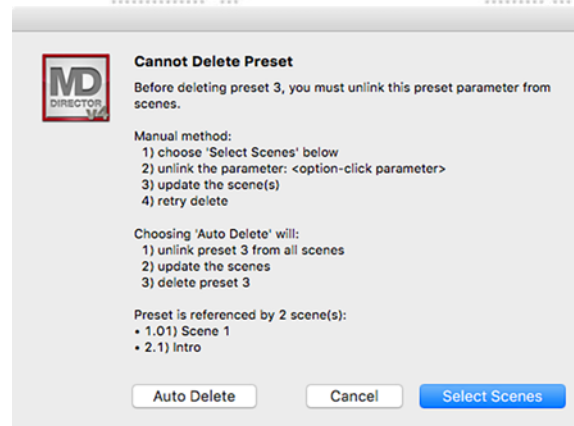 MD
DIRECTOR
V4
Cannot Delete Preset
Before deleting preset 3, you must unlink this preset parameter from
scenes.
Manual method:
1) choose 'Select Scenes' below
2) unlink the parameter: <option-click parameter>
3) update the scene(s)
4) retry delete
Choosing 'Auto Delete' will:
1) unlink preset 3 from all scenes
2) update the scenes
3) delete preset 3
Preset is referenced by 2 scene(s):
• 1.01) Scene 1
• 2.1) Intro
Auto Delete
Cancel
Select Scenes